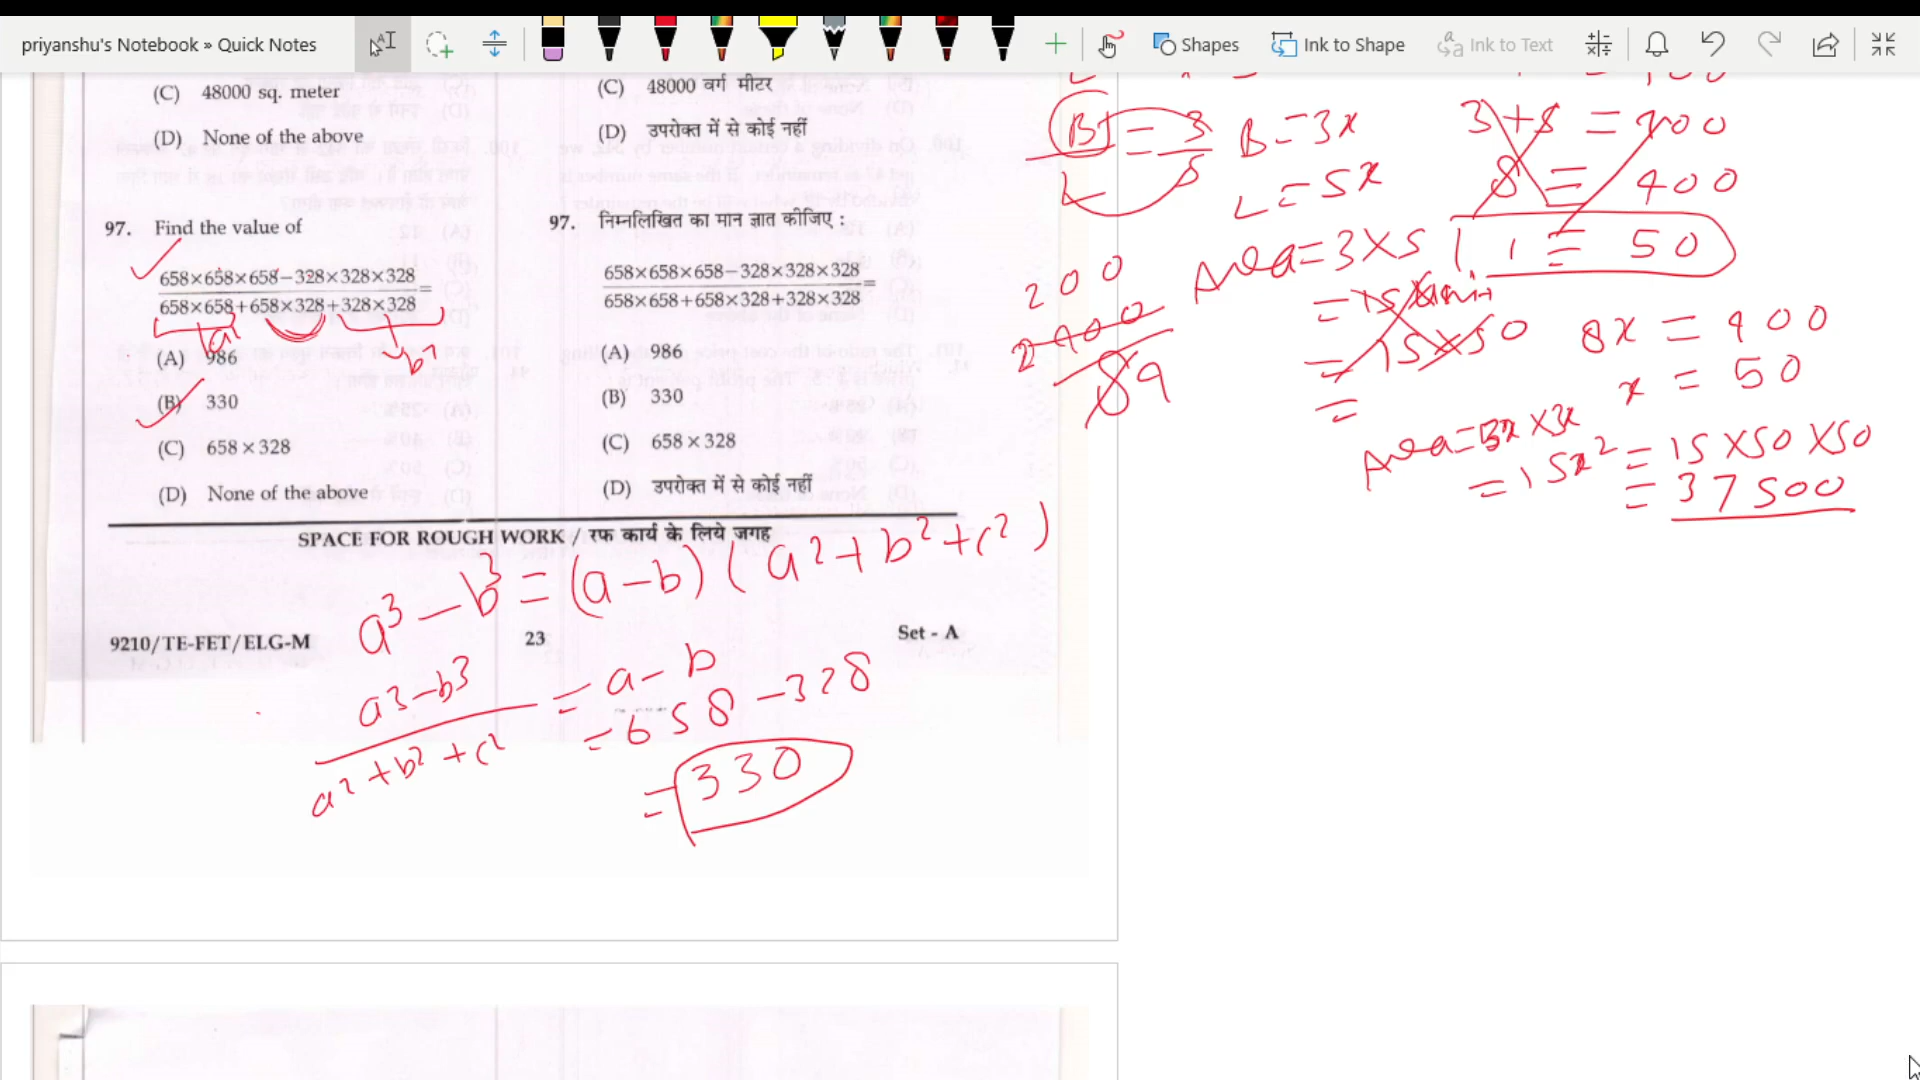 priyanshu's Notebook » Quick Notes
Shapes
Ink to Shape
Ink to Text
(C) 48000 sq. meter
(D) None of the above
97. Find the value of
658×658×658−328×328×328
658×658+658×328+328×328
=
a²
b²
(A) 986
(B) 330
(C) 658×328
(D) None of the above
(C) 48000 वर्ग मीटर
(D) उपरोक्त में से कोई नहीं
97. निम्नलिखित का मान ज्ञात कीजिए :
658×658×658−328×328×328
658×658+658×328+328×328
=
(A) 986
(B) 330
(C) 658×328
(D) उपरोक्त में से कोई नहीं
SPACE FOR ROUGH WORK / रफ कार्य के लिये जगह
a³ − b³ = (a − b) ( a² + b² + c² )
9210/TE-FET/ELG-M
23
Set - A
a³ − b³
a² + b² + c²
= a − b
= 658 − 328
= 330
B = 3
L 5
B = 3x
L = 5x
3 + 5 = 400
8 = 400
1 = 50
Area = 3 × 5
= 15
= 15 × 50
=
200
2400
89
8x = 400
x = 50
Area = 5x × 3x
= 15x² = 15 × 50 × 50
= 37500